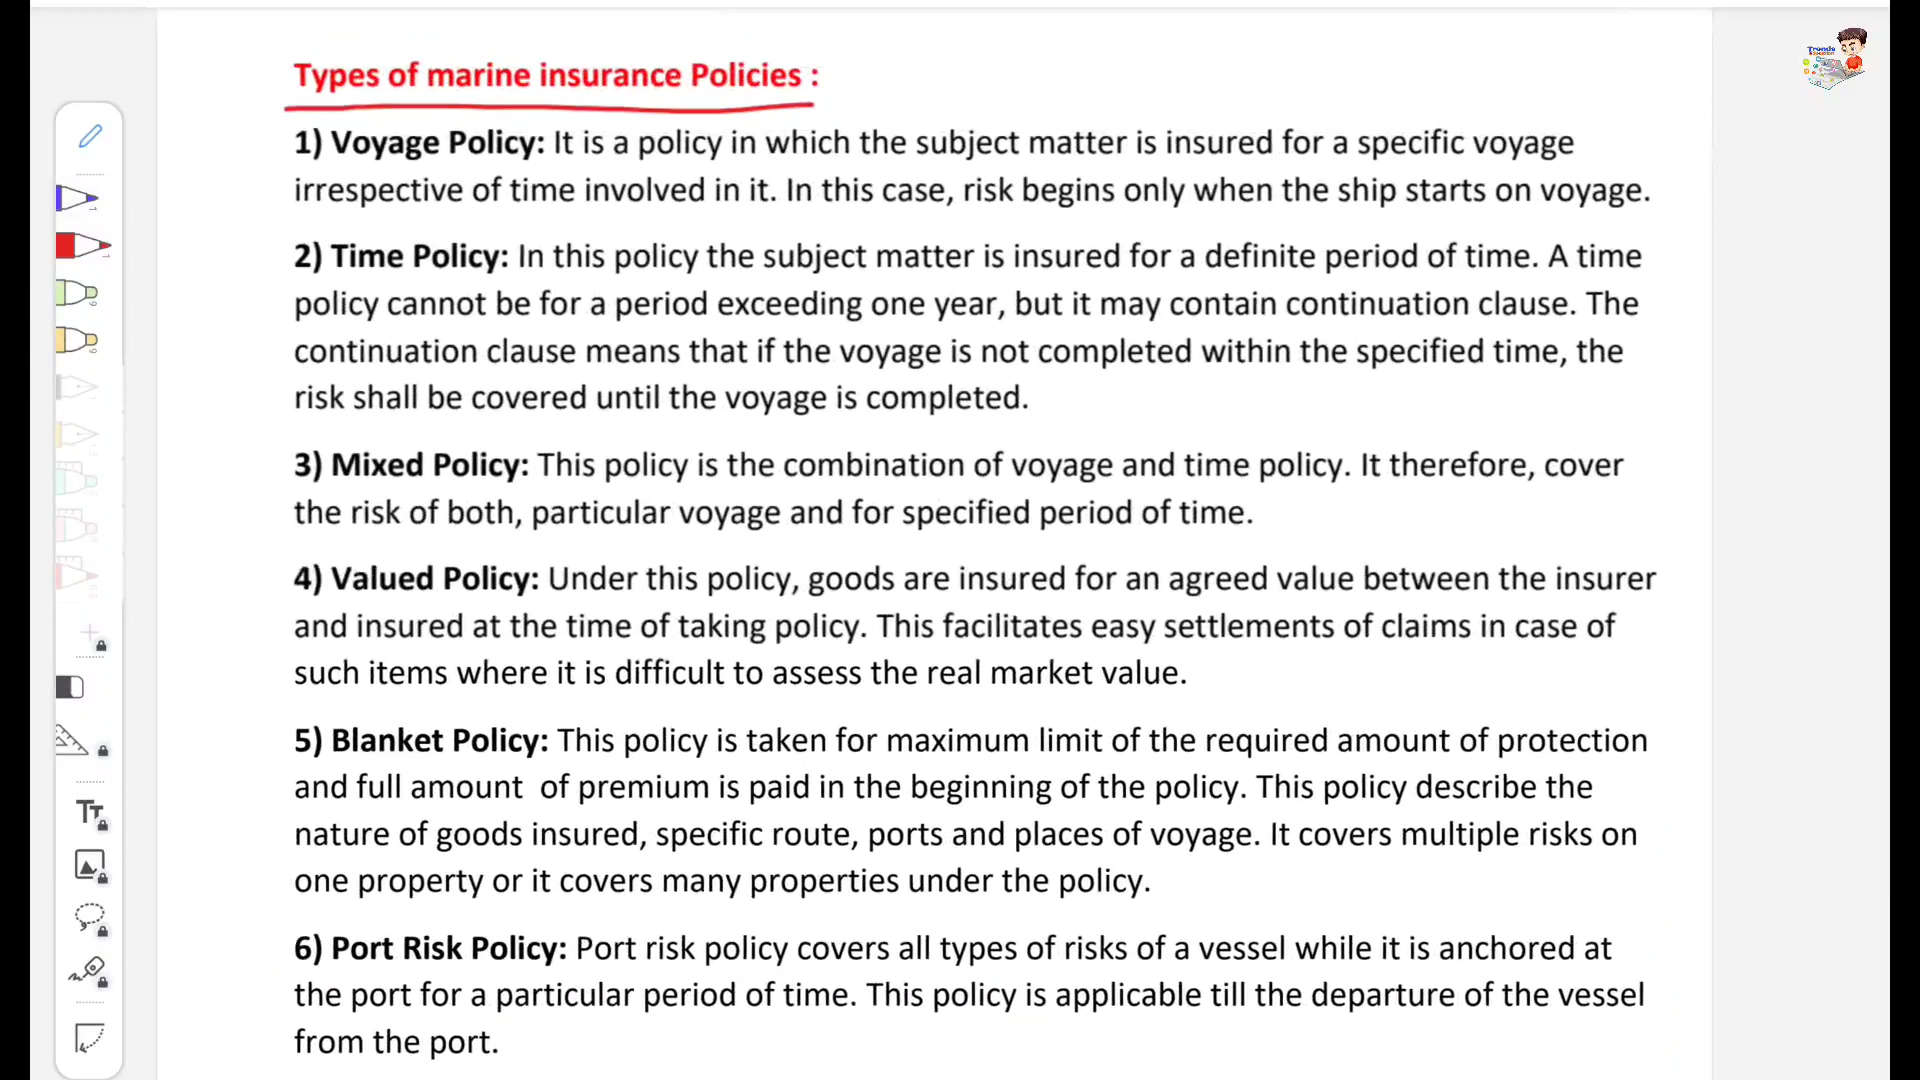 Types of marine insurance Policies :
1) Voyage Policy: It is a policy in which the subject matter is insured for a specific voyage
irrespective of time involved in it. In this case, risk begins only when the ship starts on voyage.
2) Time Policy: In this policy the subject matter is insured for a definite period of time. A time
policy cannot be for a period exceeding one year, but it may contain continuation clause. The
continuation clause means that if the voyage is not completed within the specified time, the
risk shall be covered until the voyage is completed.
3) Mixed Policy: This policy is the combination of voyage and time policy. It therefore, cover
the risk of both, particular voyage and for specified period of time.
4) Valued Policy: Under this policy, goods are insured for an agreed value between the insurer
and insured at the time of taking policy. This facilitates easy settlements of claims in case of
such items where it is difficult to assess the real market value.
5) Blanket Policy: This policy is taken for maximum limit of the required amount of protection
and full amount  of premium is paid in the beginning of the policy. This policy describe the
nature of goods insured, specific route, ports and places of voyage. It covers multiple risks on
one property or it covers many properties under the policy.
6) Port Risk Policy: Port risk policy covers all types of risks of a vessel while it is anchored at
the port for a particular period of time. This policy is applicable till the departure of the vessel
from the port.
Trends
Tт